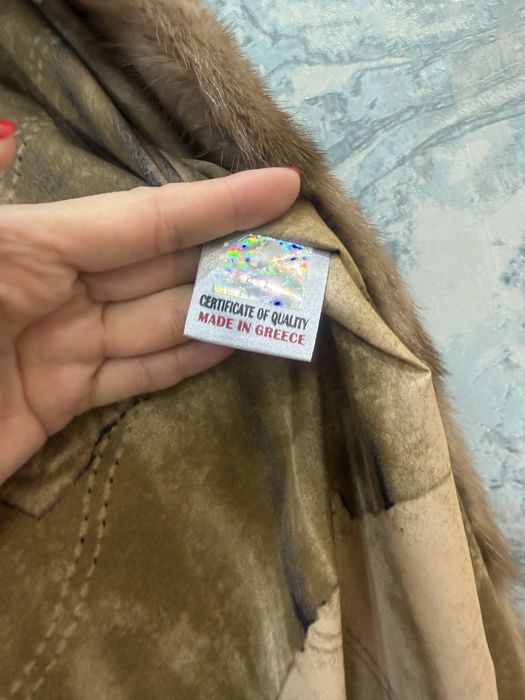 CERTIFICATE OF QUALITY
MADE IN GREECE